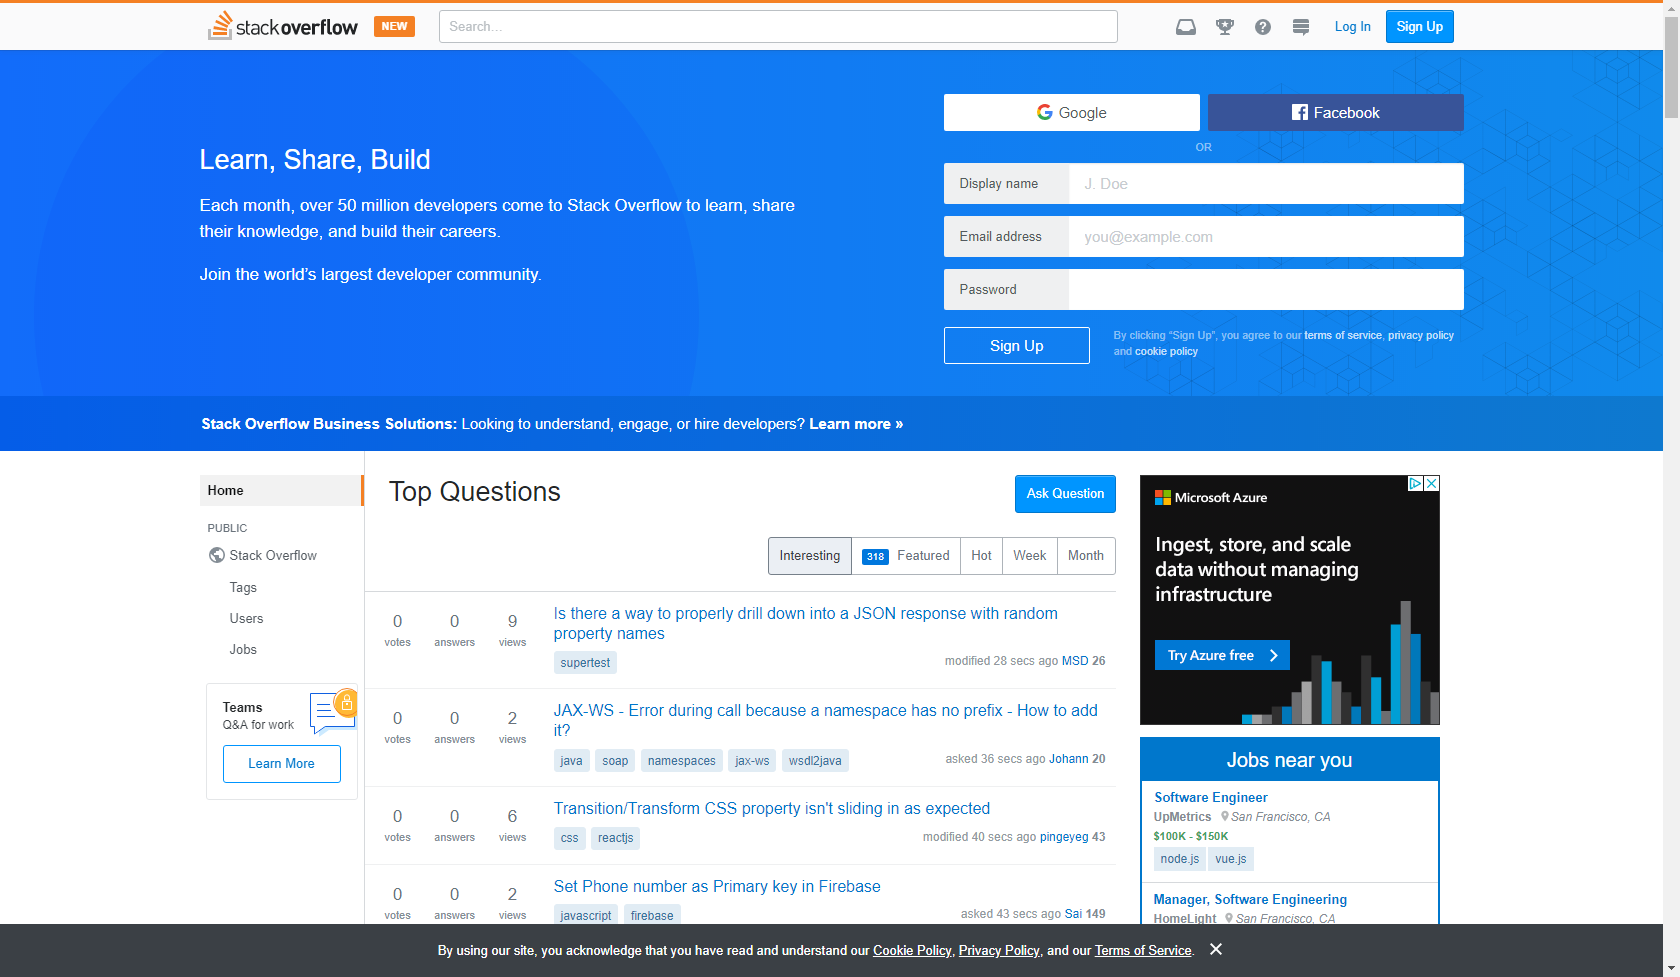 stackoverflow
NEW
Search...
Log In
Sign Up
Learn, Share, Build
Each month, over 50 million developers come to Stack Overflow to learn, share
their knowledge, and build their careers.
Join the world's largest developer community.
Google
Facebook
OR
Display name
J. Doe
Email address
you@example.com
Password
Sign Up
By clicking “Sign Up”, you agree to our terms of service, privacy policy
and cookie policy
Stack Overflow Business Solutions: Looking to understand, engage, or hire developers? Learn more »
Home
PUBLIC
Stack Overflow
Tags
Users
Jobs
Teams
Q&A for work
Learn More
Top Questions
Ask Question
Interesting
318 Featured
Hot
Week
Month
0 votes
0 answers
9 views
Is there a way to properly drill down into a JSON response with random
property names
supertest
modified 28 secs ago MSD 26
0 votes
0 answers
2 views
JAX-WS - Error during call because a namespace has no prefix - How to add
it?
java soap namespaces jax-ws wsdl2java
asked 36 secs ago Johann 20
0 votes
0 answers
6 views
Transition/Transform CSS property isn't sliding in as expected
css reactjs
modified 40 secs ago pingeyeg 43
0 votes
0 answers
2 views
Set Phone number as Primary key in Firebase
javascript firebase
asked 43 secs ago Sai 149
Microsoft Azure
Ingest, store, and scale
data without managing
infrastructure
Try Azure free
Jobs near you
Software Engineer
UpMetrics San Francisco, CA
$100K - $150K
node.js vue.js
Manager, Software Engineering
HomeLight San Francisco, CA
By using our site, you acknowledge that you have read and understand our Cookie Policy, Privacy Policy, and our Terms of Service.